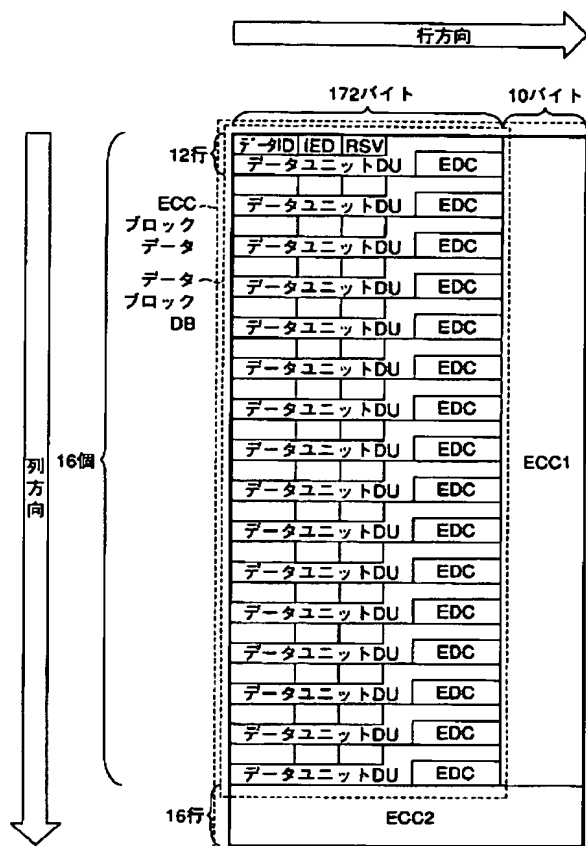 行方向
172バイト
10バイト
12行
データID IED RSV
データユニットDU EDC
ECC
ブロック
データ
データユニットDU EDC
データユニットDU EDC
データ
ブロック
DB
データユニットDU EDC
データユニットDU EDC
データユニットDU EDC
データユニットDU EDC
列方向
16個
データユニットDU EDC
ECC1
データユニットDU EDC
データユニットDU EDC
データユニットDU EDC
データユニットDU EDC
データユニットDU EDC
データユニットDU EDC
データユニットDU EDC
データユニットDU EDC
16行
ECC2